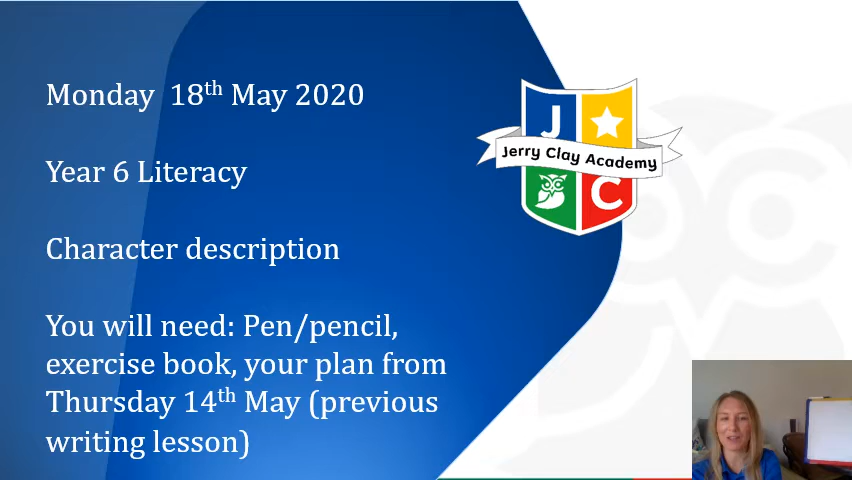 Monday 18th May 2020
Year 6 Literacy
Character description
You will need: Pen/pencil,
exercise book, your plan from
Thursday 14th May (previous
writing lesson)
J
Jerry Clay Academy
C